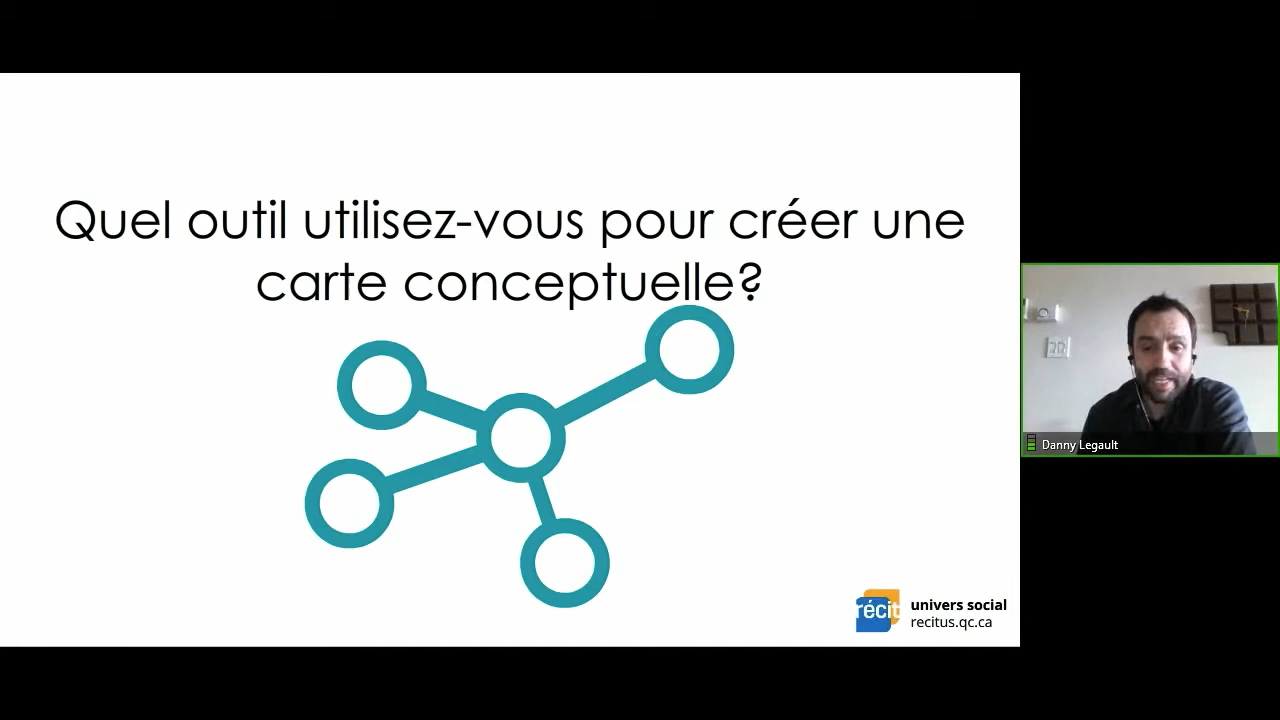 Quel outil utilisez-vous pour créer une
carte conceptuelle?
récit
univers social
recitus.qc.ca
Danny Legault